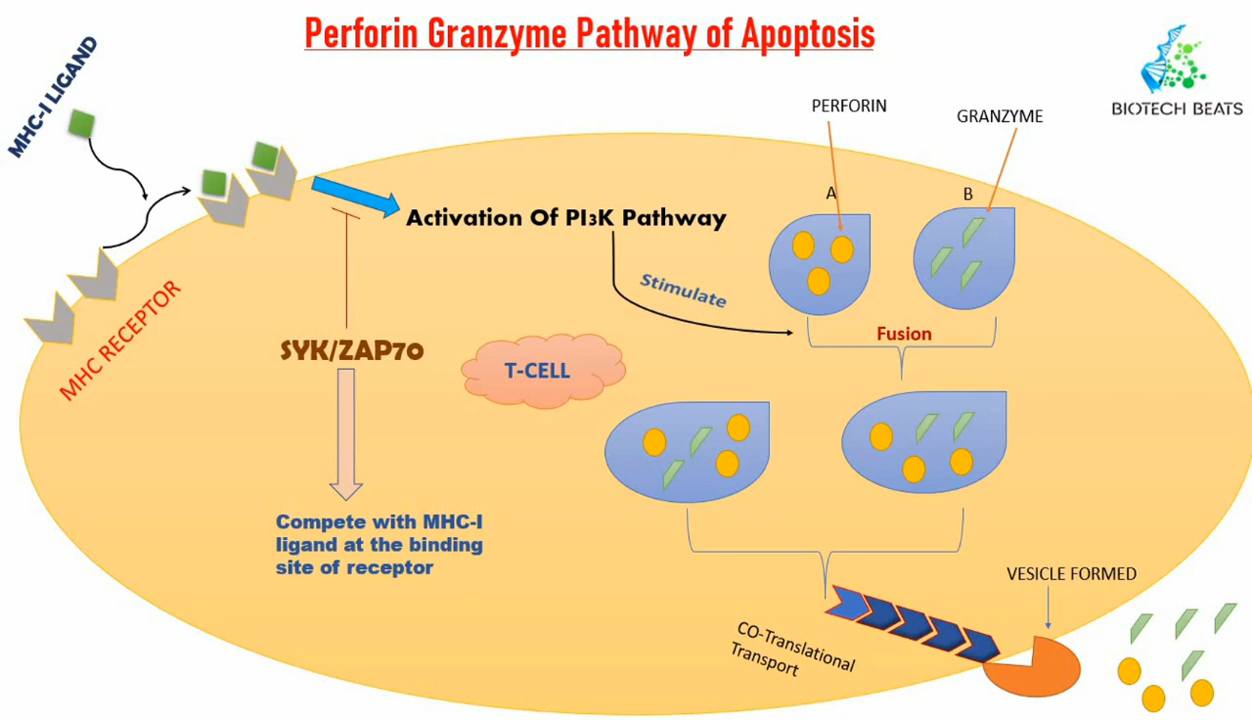 Perforin Granzyme Pathway of Apoptosis
BIOTECH BEATS
MHC-I LIGAND
PERFORIN
GRANZYME
A
B
Activation Of PI3K Pathway
Stimulate
MHC RECEPTOR
Fusion
SYK/ZAP70
T-CELL
Compete with MHC-I
ligand at the binding
site of receptor
VESICLE FORMED
CO-Translational
Transport